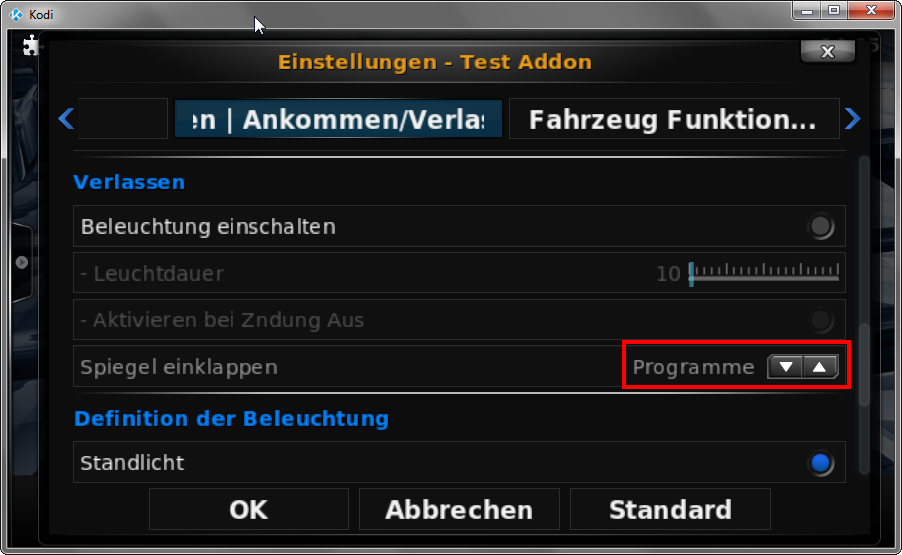 Kodi
Einstellungen - Test Addon
en | Ankommen/Verlas
Fahrzeug Funktion...
Verlassen
Beleuchtung einschalten
- Leuchtdauer 10
- Aktivieren bei Zndung Aus
Spiegel einklappen Programme
Definition der Beleuchtung
Standlicht
OK Abbrechen Standard